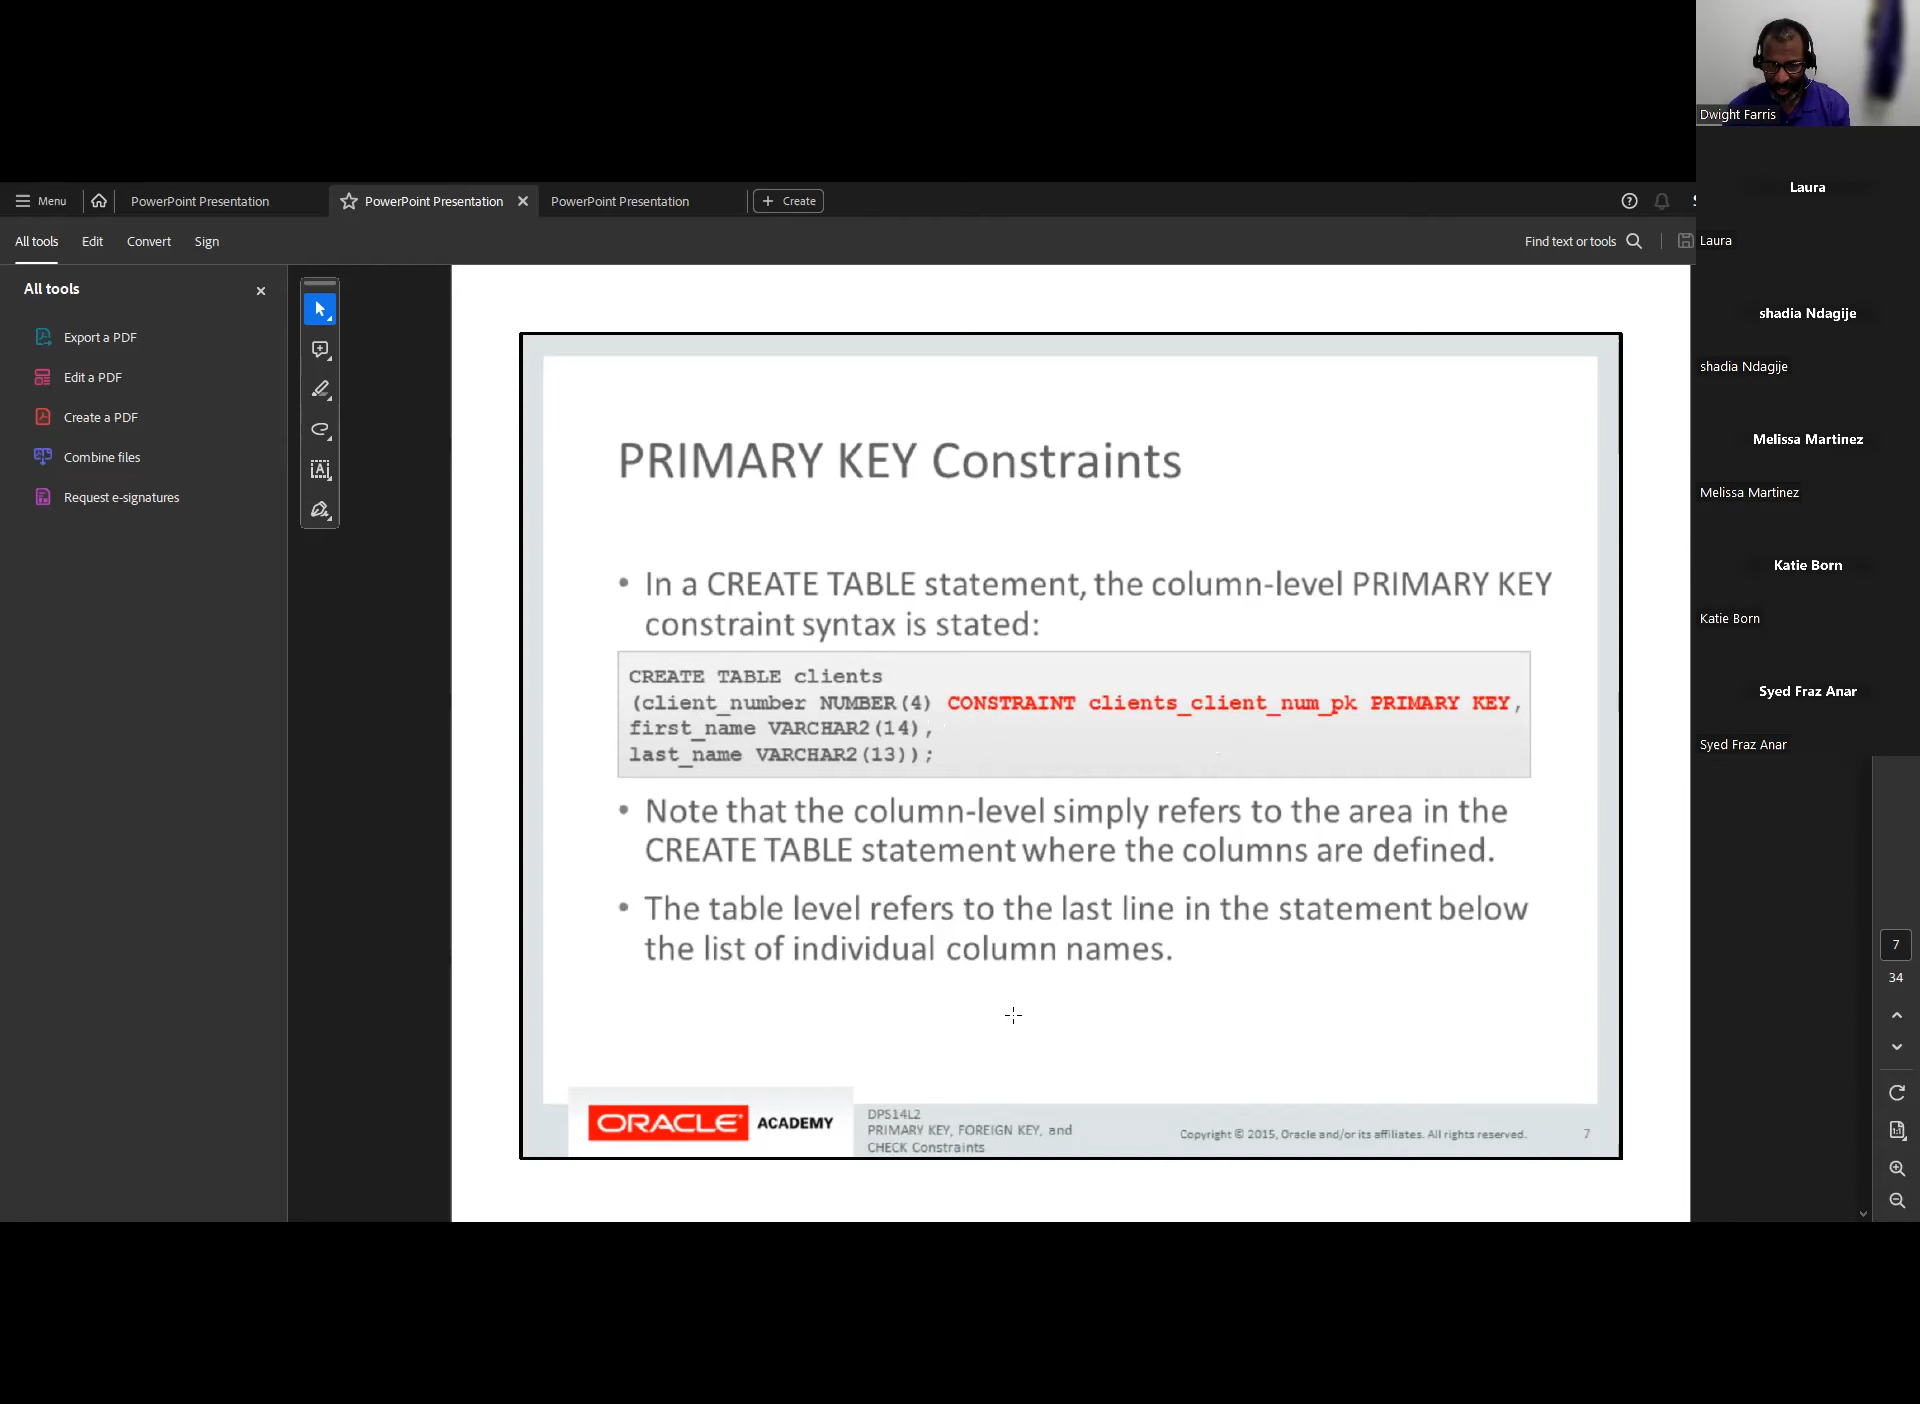 Dwight Farris
Laura
Laura
shadia Ndagije
shadia Ndagije
Melissa Martinez
Melissa Martinez
Katie Born
Katie Born
Syed Fraz Anar
Syed Fraz Anar
Menu
PowerPoint Presentation
PowerPoint Presentation
PowerPoint Presentation
Create
All tools
Edit
Convert
Sign
Find text or tools
All tools
Export a PDF
Edit a PDF
Create a PDF
Combine files
Request e-signatures
PRIMARY KEY Constraints
• In a CREATE TABLE statement, the column-level PRIMARY KEY
constraint syntax is stated:
CREATE TABLE clients
(client_number NUMBER(4) CONSTRAINT clients_client_num_pk PRIMARY KEY,
first_name VARCHAR2(14),
last_name VARCHAR2(13));
• Note that the column-level simply refers to the area in the
CREATE TABLE statement where the columns are defined.
• The table level refers to the last line in the statement below
the list of individual column names.
ORACLE ACADEMY
DPS14L2
PRIMARY KEY, FOREIGN KEY, and
CHECK Constraints
Copyright © 2015, Oracle and/or its affiliates. All rights reserved.
7
7
34